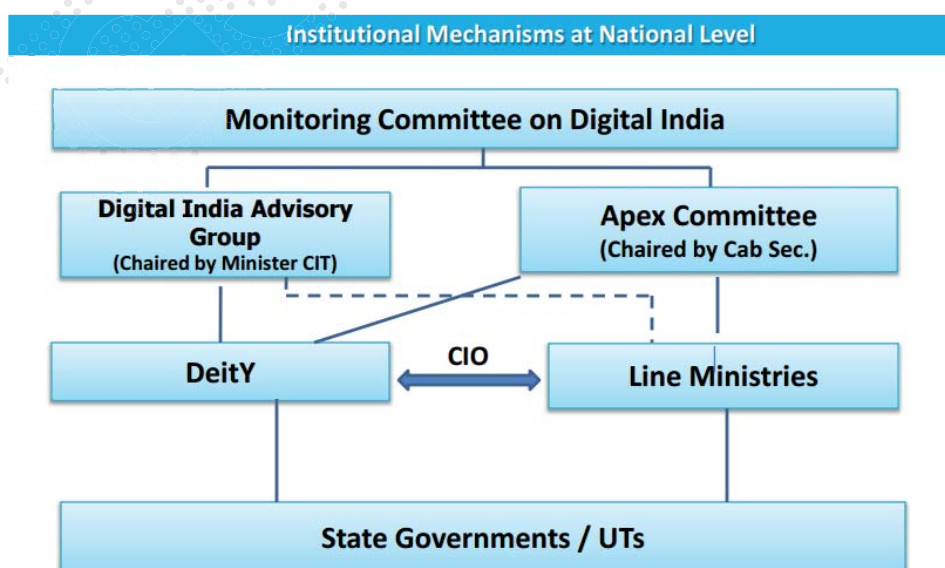 Institutional Mechanisms at National Level
Monitoring Committee on Digital India
Digital India Advisory
Group
(Chaired by Minister CIT)
Apex Committee
(Chaired by Cab Sec.)
DeitY
CIO
Line Ministries
State Governments / UTs